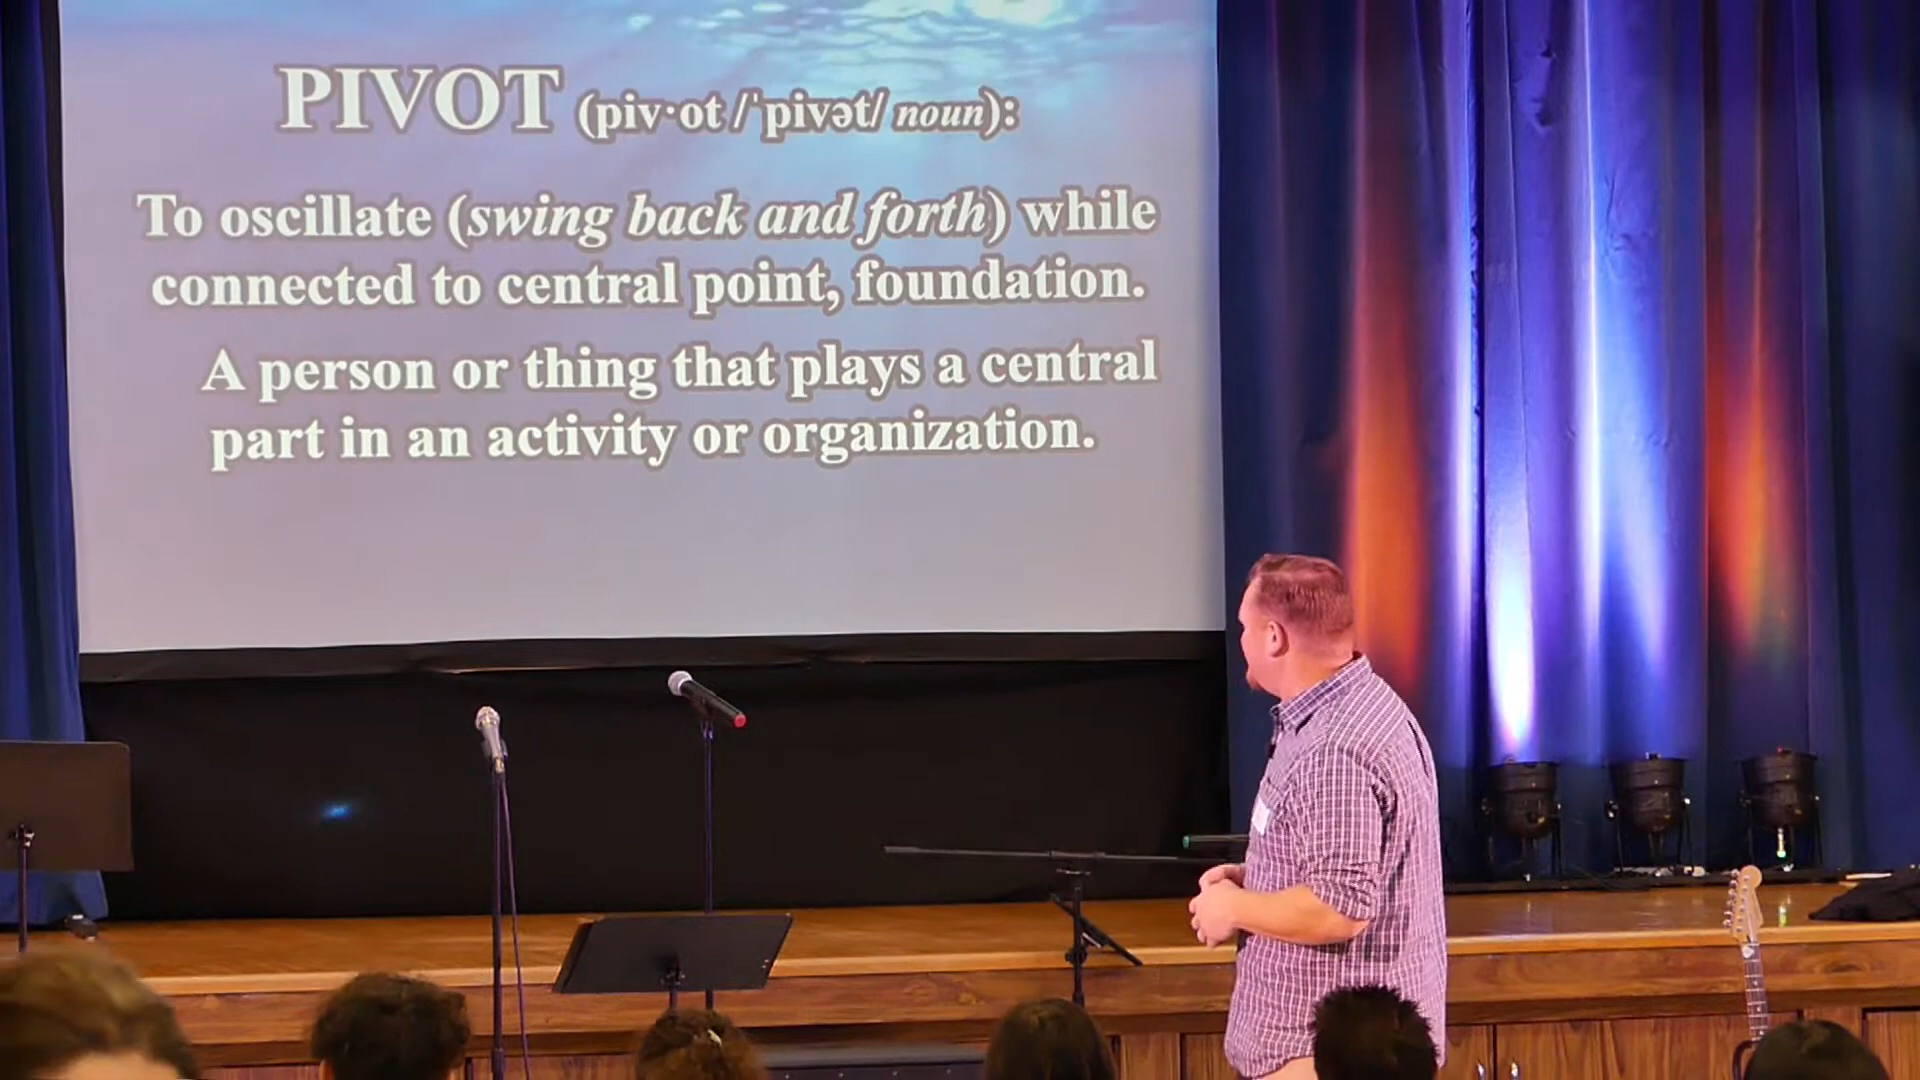 PIVOT (piv·ot /ˈpivət/ noun):
To oscillate (swing back and forth) while
connected to central point, foundation.
A person or thing that plays a central
part in an activity or organization.